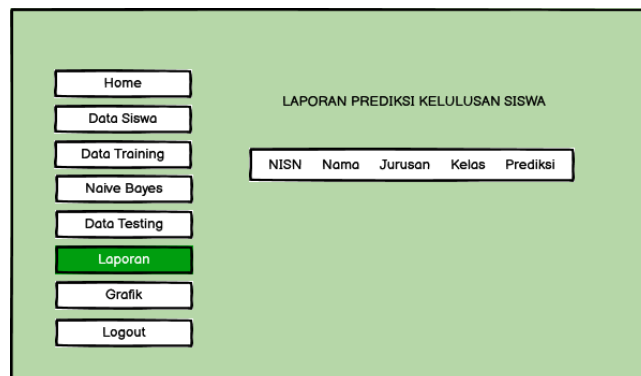 Home
Data Siswa
Data Training
Naive Bayes
Data Testing
Laporan
Grafik
Logout
LAPORAN PREDIKSI KELULUSAN SISWA
NISN Nama Jurusan Kelas Prediksi